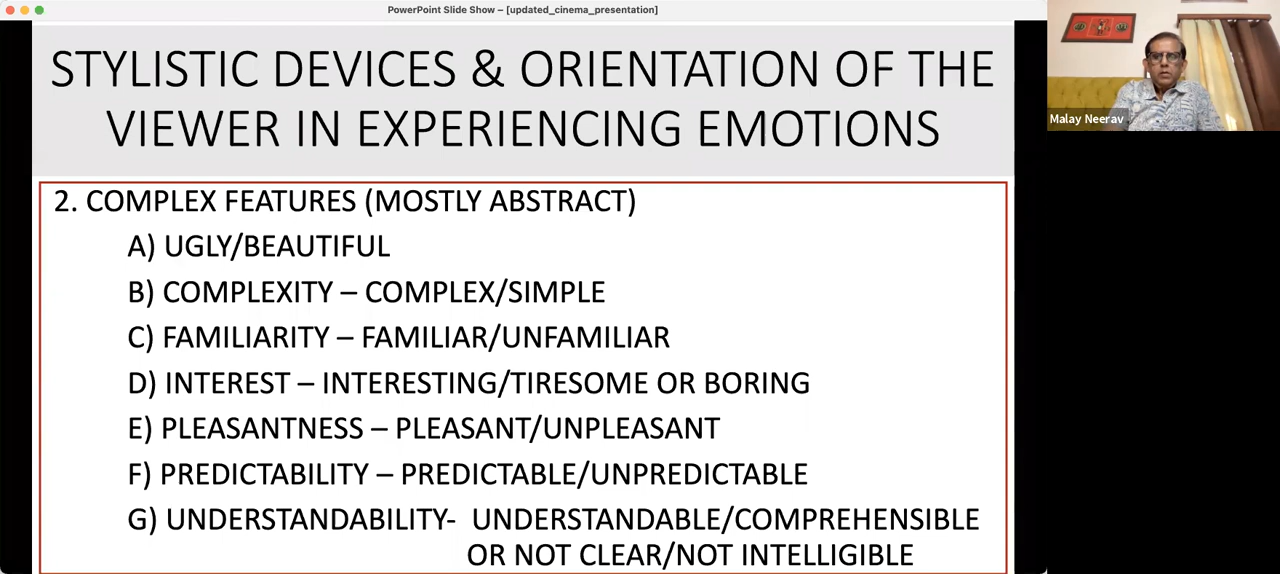 PowerPoint Slide Show – [updated_cinema_presentation]
STYLISTIC DEVICES & ORIENTATION OF THE
VIEWER IN EXPERIENCING EMOTIONS
2. COMPLEX FEATURES (MOSTLY ABSTRACT)
A) UGLY/BEAUTIFUL
B) COMPLEXITY – COMPLEX/SIMPLE
C) FAMILIARITY – FAMILIAR/UNFAMILIAR
D) INTEREST – INTERESTING/TIRESOME OR BORING
E) PLEASANTNESS – PLEASANT/UNPLEASANT
F) PREDICTABILITY – PREDICTABLE/UNPREDICTABLE
G) UNDERSTANDABILITY- UNDERSTANDABLE/COMPREHENSIBLE
OR NOT CLEAR/NOT INTELLIGIBLE
Malay Neerav